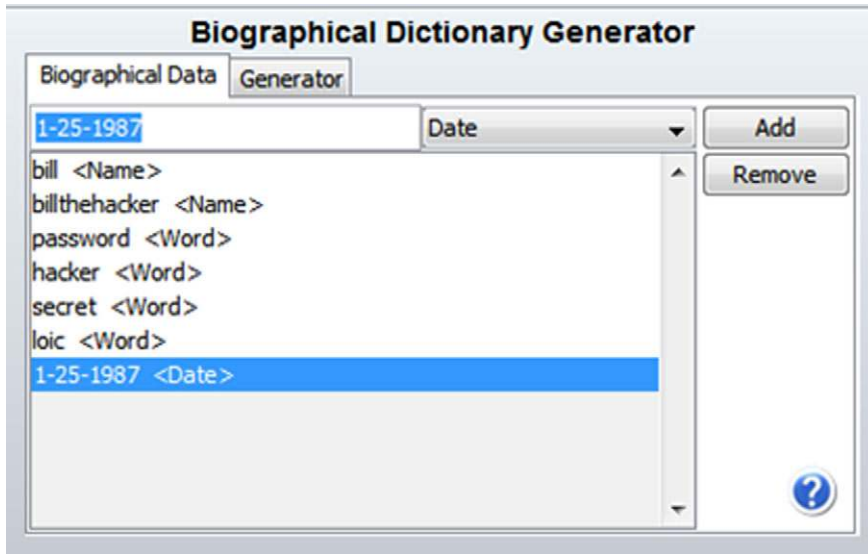 Biographical Dictionary Generator
Biographical Data Generator
1-25-1987 Date Add
Remove
bill <Name>
billthehacker <Name>
password <Word>
hacker <Word>
secret <Word>
loic <Word>
1-25-1987 <Date>
?